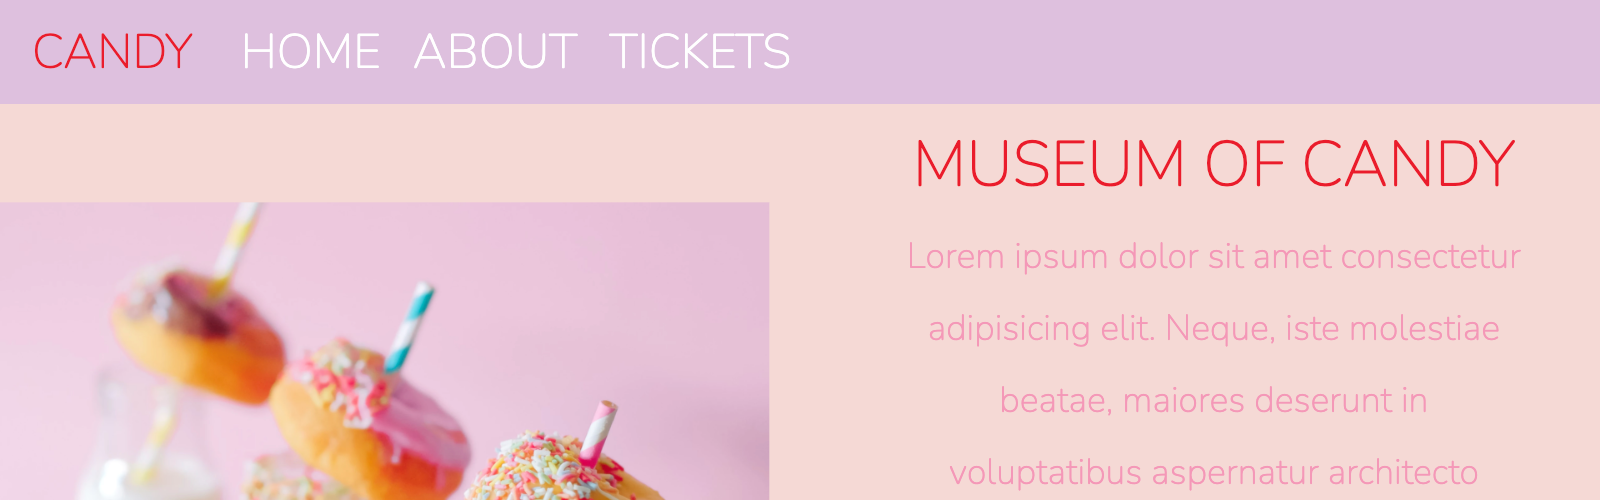 CANDY HOME ABOUT TICKETS
MUSEUM OF CANDY
Lorem ipsum dolor sit amet consectetur
adipisicing elit. Neque, iste molestiae
beatae, maiores deserunt in
voluptatibus aspernatur architecto